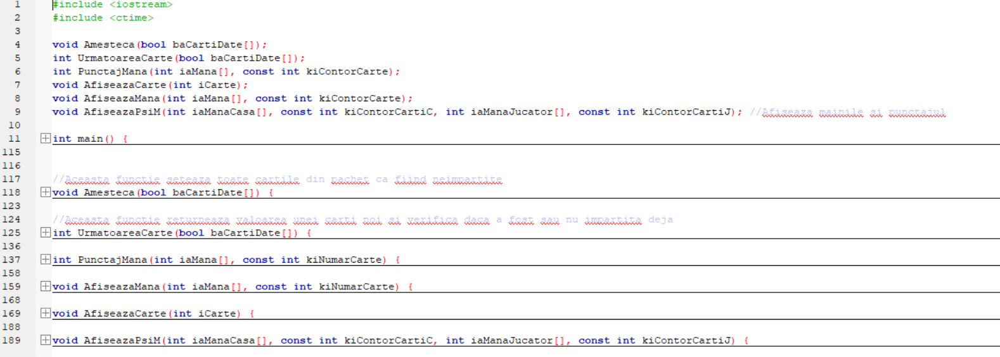 1 #include <iostream>
2 #include <ctime>
3
4 void Amesteca(bool baCartiDate[]);
5 int UrmatoareaCarte(bool baCartiDate[]);
6 int PunctajMana(int iaMana[], const int kiContorCarte);
7 void AfiseazaCarte(int iCarte);
8 void AfiseazaMana(int iaMana[], const int kiContorCarte);
9 void AfiseazaPsiM(int iaManaCasa[], const int kiContorCartiC, int iaManaJucator[], const int kiContorCartiJ); //Afiseaza mainile si punctajul
10
11 int main() {
115
116
117 //Aceasta functie seteaza toate cartile din pachet ca fiind neimpartite
118 void Amesteca(bool baCartiDate[]) {
123
124 //Aceasta functie returneaza valoarea unei carti noi si verifica daca a fost sau nu impartita deja
125 int UrmatoareaCarte(bool baCartiDate[]) {
136
137 int PunctajMana(int iaMana[], const int kiNumarCarte) {
158
159 void AfiseazaMana(int iaMana[], const int kiNumarCarte) {
168
169 void AfiseazaCarte(int iCarte) {
188
189 void AfiseazaPsiM(int iaManaCasa[], const int kiContorCartiC, int iaManaJucator[], const int kiContorCartiJ) {